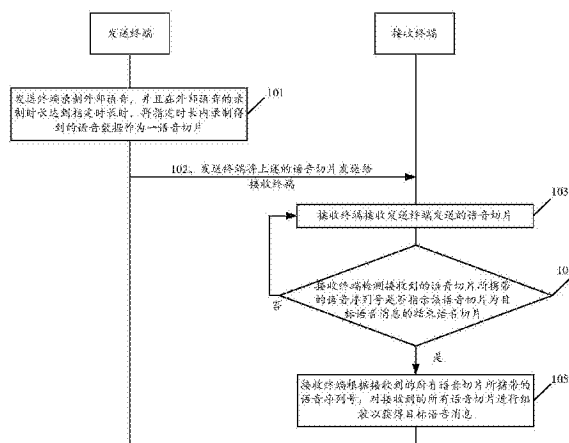 发送终端
接收终端
发送终端录制外部语音，并且在外部语音的录
制时长达到指定时长时，将指定时长内录制得
到的语音数据作为一语音切片
101
102、发送终端将上述的语音切片发送给
接收终端
接收终端接收发送终端发送的语音切片
103
接收终端检测接收到的语音切片所携带
的语音序列号是否指示该语音切片为目
标语音消息的结束语音切片
10
否
是
接收终端根据接收到的所有语音切片所携带的
语音序列号，对接收到的所有语音切片进行组
装以获得目标语音消息
105